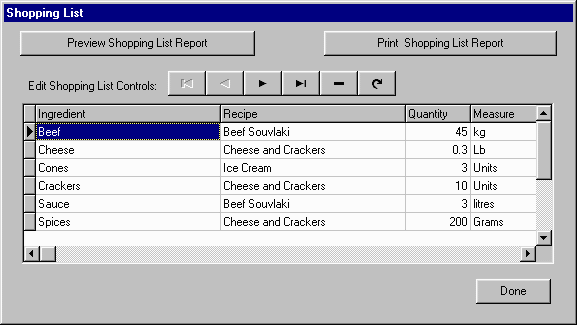 Shopping List
Preview Shopping List Report Print Shopping List Report
Edit Shopping List Controls:
Ingredient Recipe Quantity Measure
Beef Beef Souvlaki 45 kg
Cheese Cheese and Crackers 0.3 Lb
Cones Ice Cream 3 Units
Crackers Cheese and Crackers 10 Units
Sauce Beef Souvlaki 3 litres
Spices Cheese and Crackers 200 Grams
Done